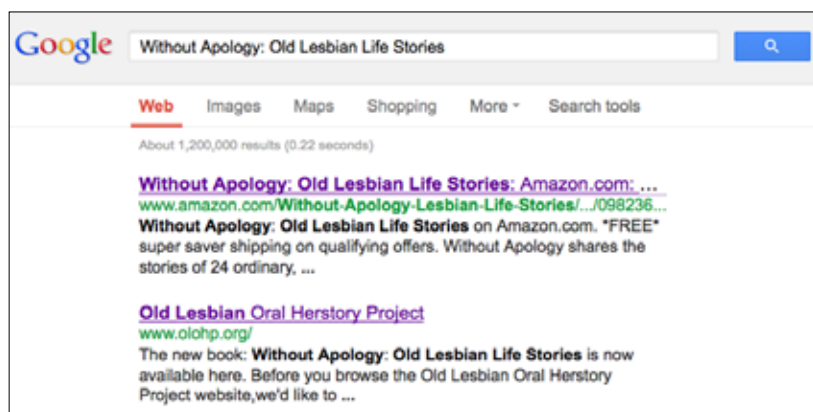 Google Without Apology: Old Lesbian Life Stories
Web Images Maps Shopping More Search tools
About 1,200,000 results (0.22 seconds)
Without Apology: Old Lesbian Life Stories: Amazon.com: ...
www.amazon.com/Without-Apology-Lesbian-Life-Stories/.../098236...
Without Apology: Old Lesbian Life Stories on Amazon.com. *FREE*
super saver shipping on qualifying offers. Without Apology shares the
stories of 24 ordinary, ...
Old Lesbian Oral Herstory Project
www.olohp.org/
The new book: Without Apology: Old Lesbian Life Stories is now
available here. Before you browse the Old Lesbian Oral Herstory
Project website,we'd like to ...